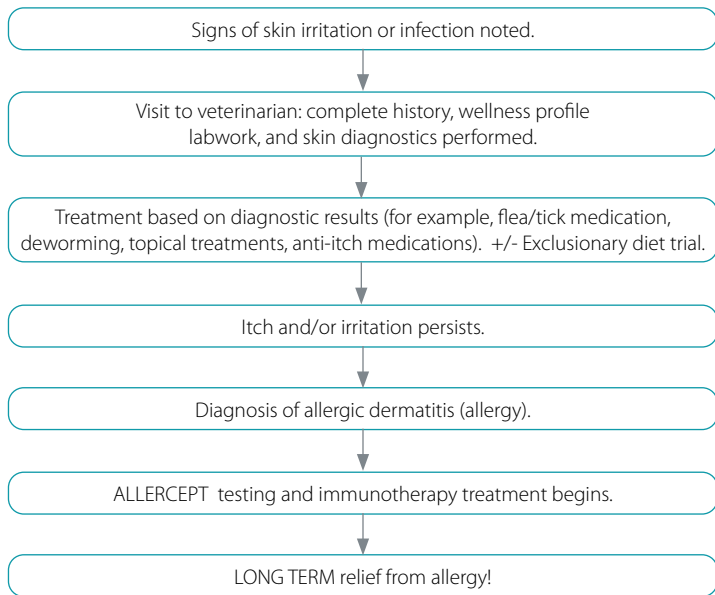 Signs of skin irritation or infection noted.
Visit to veterinarian: complete history, wellness profile
labwork, and skin diagnostics performed.
Treatment based on diagnostic results (for example, flea/tick medication,
deworming, topical treatments, anti-itch medications). +/- Exclusionary diet trial.
Itch and/or irritation persists.
Diagnosis of allergic dermatitis (allergy).
ALLERCEPT testing and immunotherapy treatment begins.
LONG TERM relief from allergy!